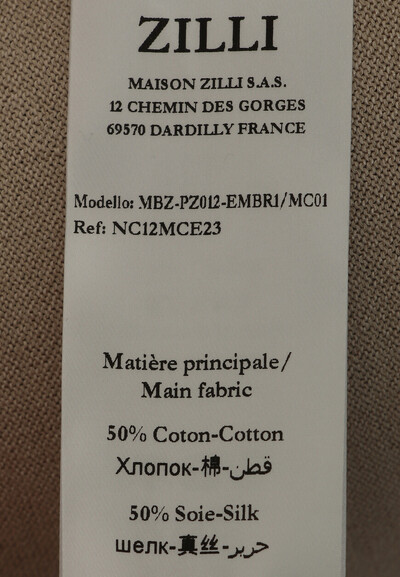 ZILLI
MAISON ZILLI S.A.S.
12 CHEMIN DES GORGES
69570 DARDILLY FRANCE
Modello: MBZ-PZ012-EMBR1/MC01
Ref: NC12MCE23
Matière principale/
Main fabric
50% Coton-Cotton
Хлопок-棉-قطن
50% Soie-Silk
шелк-真丝-حرير